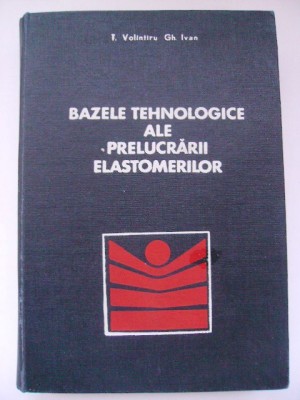 T. Volintiru Gh. Ivan
BAZELE TEHNOLOGICE
ALE
PRELUCRĂRII
ELASTOMERILOR